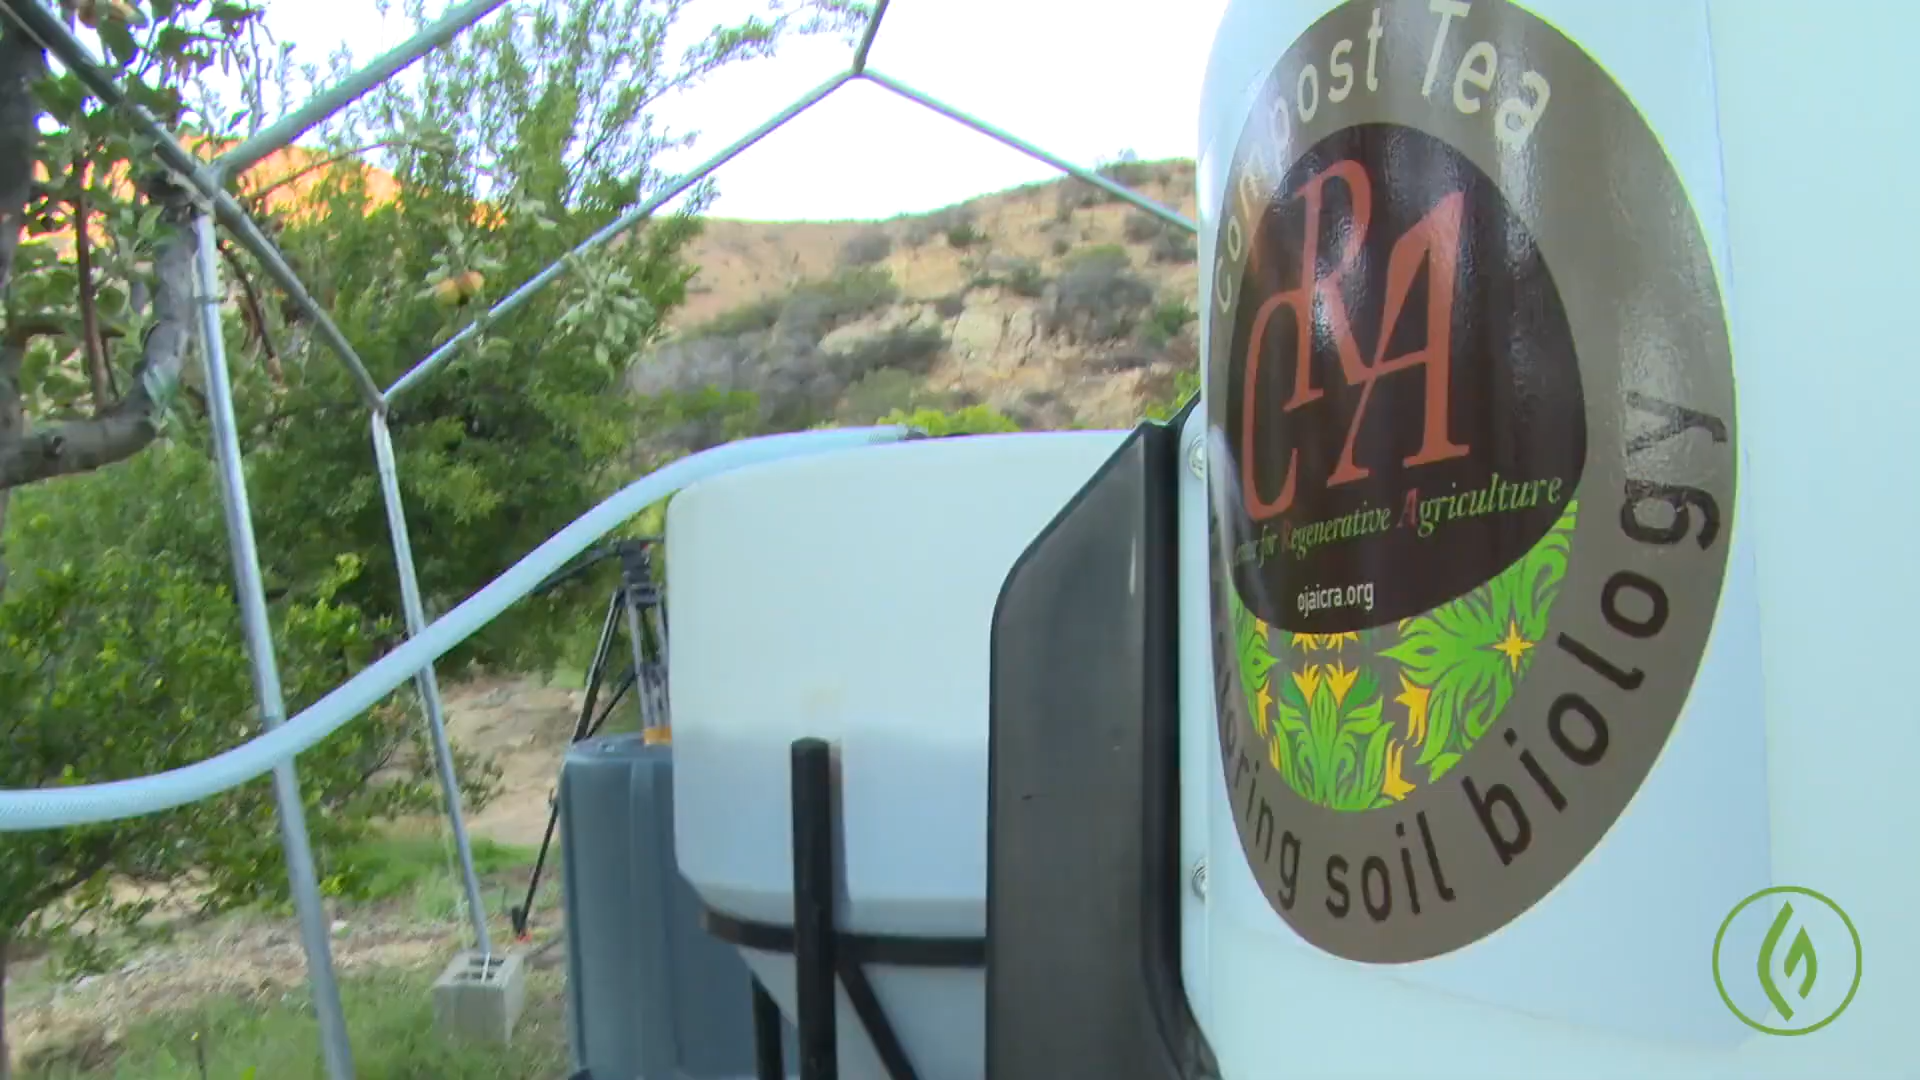 Compost Tea
CRA
for Regenerative Agriculture
ojaicra.org
soil biology